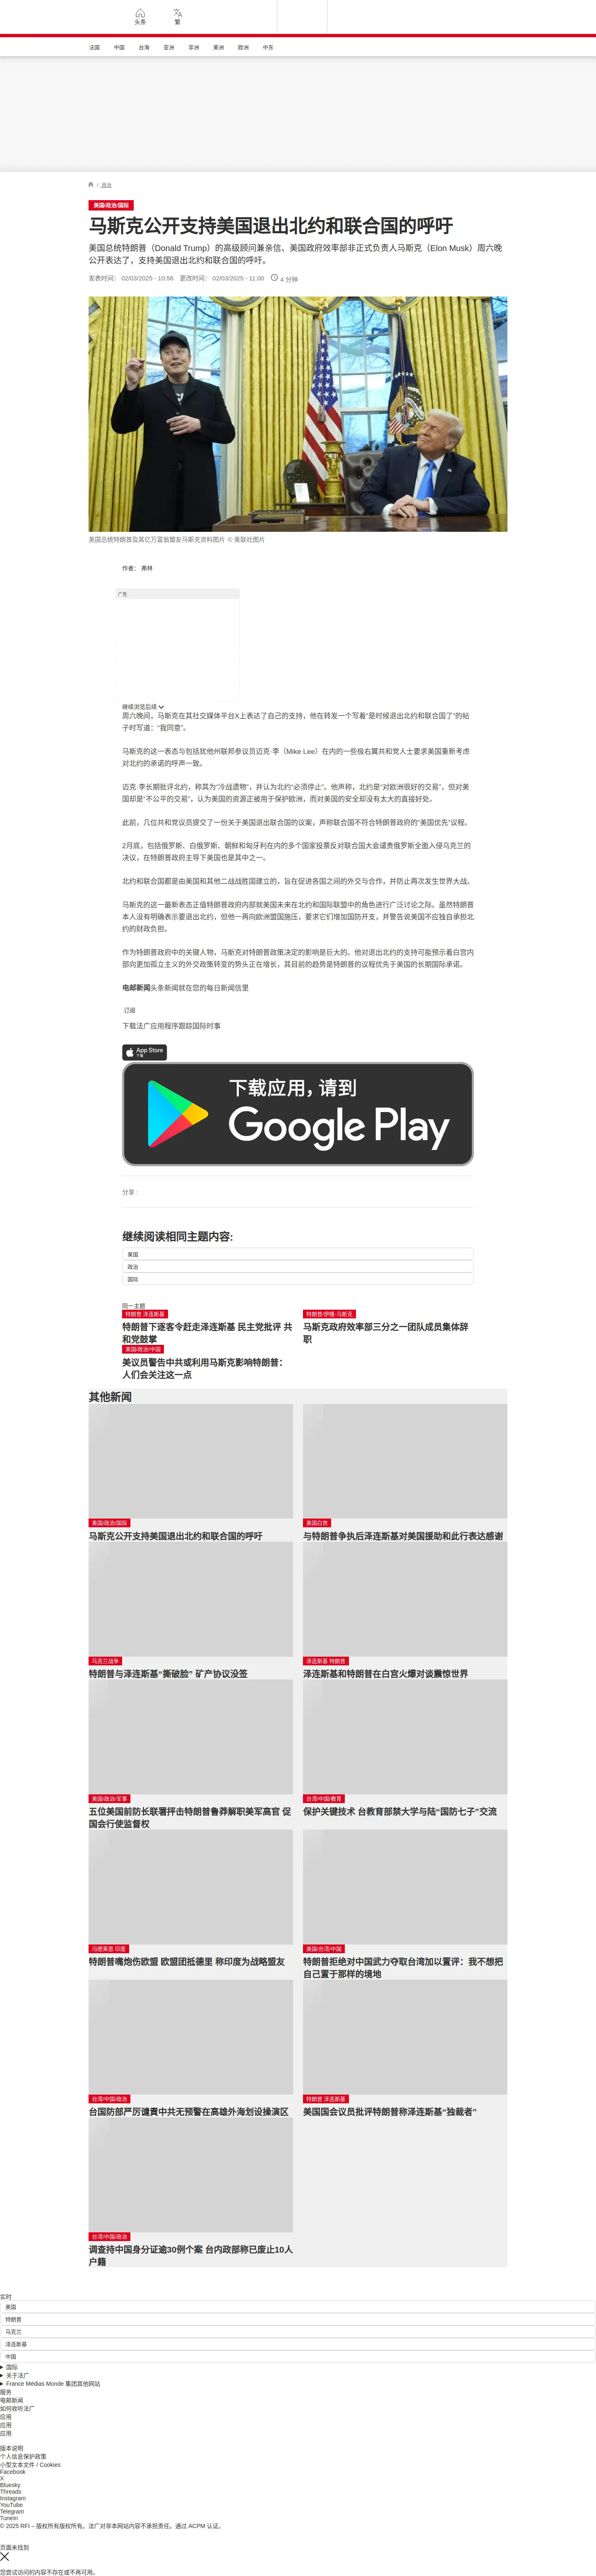 头条
繁
法国 中国 台海 亚洲 非洲 美洲 欧洲 中东
/ 政治
美国/政治/国际
马斯克公开支持美国退出北约和联合国的呼吁
美国总统特朗普（Donald Trump）的高级顾问兼亲信、美国政府效率部非正式负责人马斯克（Elon Musk）周六晚
公开表达了，支持美国退出北约和联合国的呼吁。
发表时间： 02/03/2025 - 10:56 更改时间： 02/03/2025 - 11:00 4 分钟
美国总统特朗普及其亿万富翁盟友马斯克资料图片 © 美联社图片
作者： 弗林
广告
继续浏览后续
周六晚间，马斯克在其社交媒体平台X上表达了自己的支持，他在转发一个写着“是时候退出北约和联合国了”的帖
子时写道：“我同意”。
马斯克的这一表态与包括犹他州联邦参议员迈克·李（Mike Lee）在内的一些极右翼共和党人士要求美国重新考虑
对北约的承诺的呼声一致。
迈克·李长期批评北约，称其为“冷战遗物”，并认为北约“必须停止”。他声称，北约是“对欧洲很好的交易”，但对美
国却是“不公平的交易”，认为美国的资源正被用于保护欧洲，而对美国的安全却没有太大的直接好处。
此前，几位共和党议员提交了一份关于美国退出联合国的议案，声称联合国不符合特朗普政府的“美国优先”议程。
2月底，包括俄罗斯、白俄罗斯、朝鲜和匈牙利在内的多个国家投票反对联合国大会谴责俄罗斯全面入侵乌克兰的
决议，在特朗普政府主导下美国也是其中之一。
北约和联合国都是由美国和其他二战战胜国建立的，旨在促进各国之间的外交与合作，并防止再次发生世界大战。
马斯克的这一最新表态正值特朗普政府内部就美国未来在北约和国际联盟中的角色进行广泛讨论之际。虽然特朗普
本人没有明确表示要退出北约，但他一再向欧洲盟国施压，要求它们增加国防开支，并警告说美国不应独自承担北
约的财政负担。
作为特朗普政府中的关键人物，马斯克对特朗普政策决定的影响是巨大的。他对退出北约的支持可能预示着白宫内
部向更加孤立主义的外交政策转变的势头正在增长，其目前的趋势是特朗普的议程优先于美国的长期国际承诺。
电邮新闻头条新闻就在您的每日新闻信里
订阅
下载法广应用程序跟踪国际时事
App Store
下载
下载应用，请到
Google Play
分享 :
继续阅读相同主题内容:
美国
政治
国际
同一主题
特朗普 泽连斯基
特朗普下逐客令赶走泽连斯基 民主党批评 共
和党鼓掌
特朗普/伊隆·马斯克
马斯克政府效率部三分之一团队成员集体辞
职
美国/政治/中国
美议员警告中共或利用马斯克影响特朗普：
人们会关注这一点
其他新闻
美国/政治/国际
马斯克公开支持美国退出北约和联合国的呼吁
美国白宫
与特朗普争执后泽连斯基对美国援助和此行表达感谢
乌克兰战争
特朗普与泽连斯基“撕破脸” 矿产协议没签
泽连斯基 特朗普
泽连斯基和特朗普在白宫火爆对谈震惊世界
美国/政治/军事
五位美国前防长联署抨击特朗普鲁莽解职美军高官 促
国会行使监督权
台湾/中国/教育
保护关键技术 台教育部禁大学与陆“国防七子”交流
冯德莱恩 印度
特朗普嘴炮伤欧盟 欧盟团抵德里 称印度为战略盟友
美国/台湾/中国
特朗普拒绝对中国武力夺取台湾加以置评：我不想把
自己置于那样的境地
台湾/中国/政治
台国防部严厉谴责中共无预警在高雄外海划设操演区
特朗普 泽连斯基
美国国会议员批评特朗普称泽连斯基“独裁者”
台湾/中国/政治
调查持中国身分证逾30例个案 台内政部称已废止10人
户籍
实时
美国
特朗普
乌克兰
泽连斯基
中国
国际
关于法广
France Médias Monde 集团其他网站
服务
电邮新闻
如何收听法广
应用
应用
应用
版本说明
个人信息保护政策
小型文本文件 / Cookies
Facebook
X
Bluesky
Threads
Instagram
YouTube
Telegram
TuneIn
© 2025 RFI – 版权所有版权所有。法广对非本网站内容不承担责任。通过 ACPM 认证。
页面未找到
您尝试访问的内容不存在或不再可用。